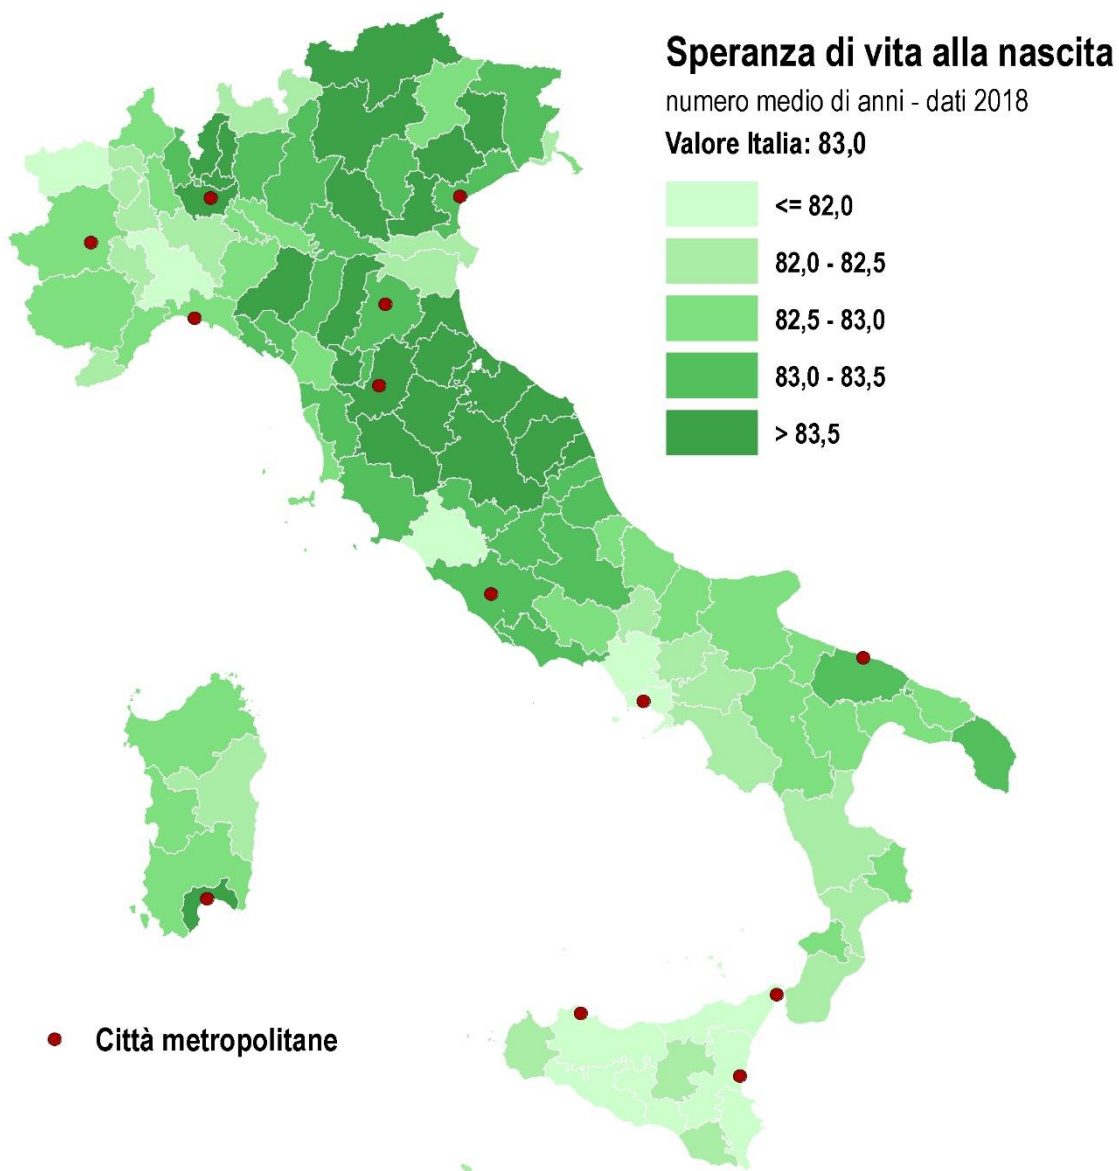 Speranza di vita alla nascita
numero medio di anni - dati 2018
Valore Italia: 83,0
<= 82,0
82,0 - 82,5
82,5 - 83,0
83,0 - 83,5
> 83,5
Città metropolitane